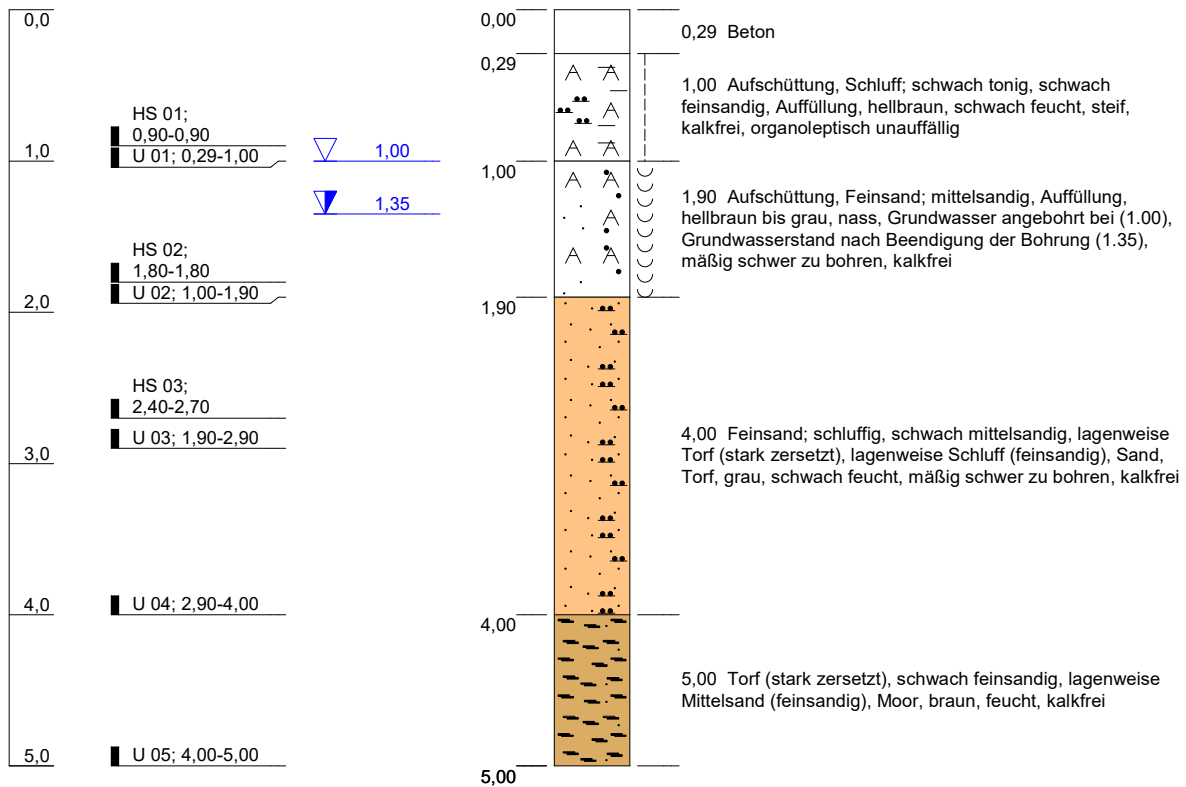 0,0
1,0
2,0
3,0
4,0
5,0
HS 01;
0,90-0,90
U 01; 0,29-1,00
HS 02;
1,80-1,80
U 02; 1,00-1,90
HS 03;
2,40-2,70
U 03; 1,90-2,90
U 04; 2,90-4,00
U 05; 4,00-5,00
1,00
1,35
0,00
0,29
1,00
1,90
4,00
5,00
0,29 Beton
1,00 Aufschüttung, Schluff; schwach tonig, schwach
feinsandig, Auffüllung, hellbraun, schwach feucht, steif,
kalkfrei, organoleptisch unauffällig
1,90 Aufschüttung, Feinsand; mittelsandig, Auffüllung,
hellbraun bis grau, nass, Grundwasser angebohrt bei (1.00),
Grundwasserstand nach Beendigung der Bohrung (1.35),
mäßig schwer zu bohren, kalkfrei
4,00 Feinsand; schluffig, schwach mittelsandig, lagenweise
Torf (stark zersetzt), lagenweise Schluff (feinsandig), Sand,
Torf, grau, schwach feucht, mäßig schwer zu bohren, kalkfrei
5,00 Torf (stark zersetzt), schwach feinsandig, lagenweise
Mittelsand (feinsandig), Moor, braun, feucht, kalkfrei